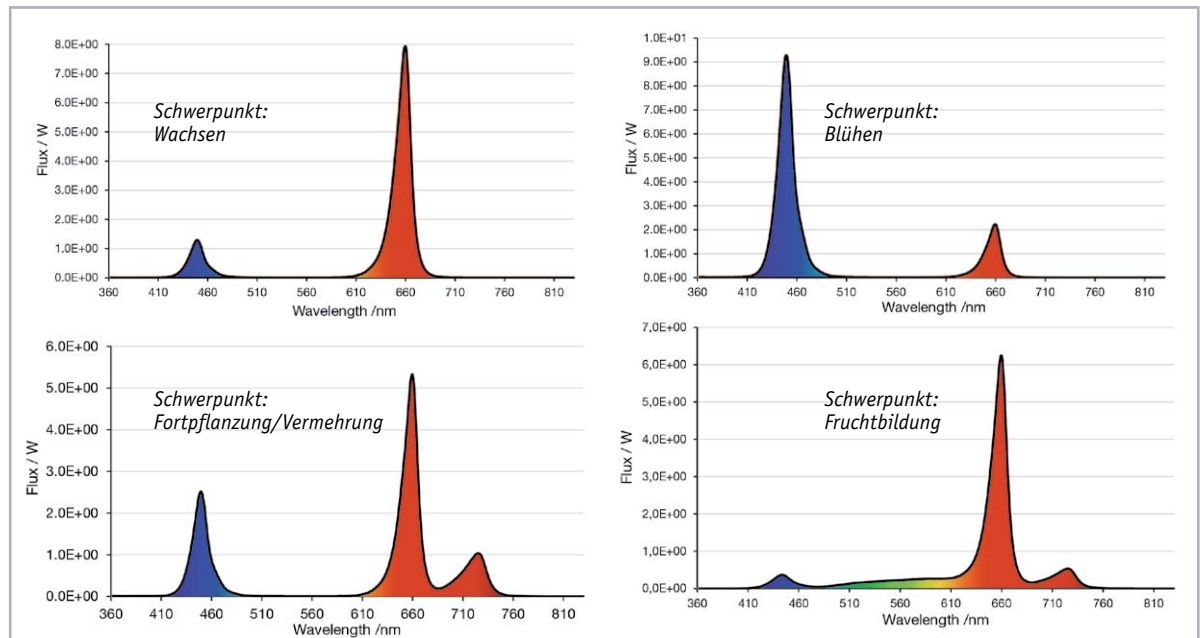 8.0E+00
7.0E+00
6.0E+00
5.0E+00
4.0E+00
3.0E+00
2.0E+00
1.0E+00
0.0E+00
Flux / W
Schwerpunkt:
Wachsen
360 410 460 510 560 610 660 710 760 810
Wavelength /nm
1.0E+01
9.0E+00
8.0E+00
7.0E+00
6.0E+00
5.0E+00
4.0E+00
3.0E+00
2.0E+00
1.0E+00
0.0E+00
Flux / W
Schwerpunkt:
Blühen
360 410 460 510 560 610 660 710 760 810
Wavelength /nm
6.0E+00
5.0E+00
4.0E+00
3.0E+00
2.0E+00
1.0E+00
0.0E+00
Flux / W
Schwerpunkt:
Fortpflanzung/Vermehrung
360 410 460 510 560 610 660 710 760 810
Wavelength /nm
7,0E+00
6,0E+00
5,0E+00
4,0E+00
3,0E+00
2,0E+00
1,0E+00
0,0E+00
Flux / W
Schwerpunkt:
Fruchtbildung
360 410 460 510 560 610 660 710 760 810
Wavelength /nm